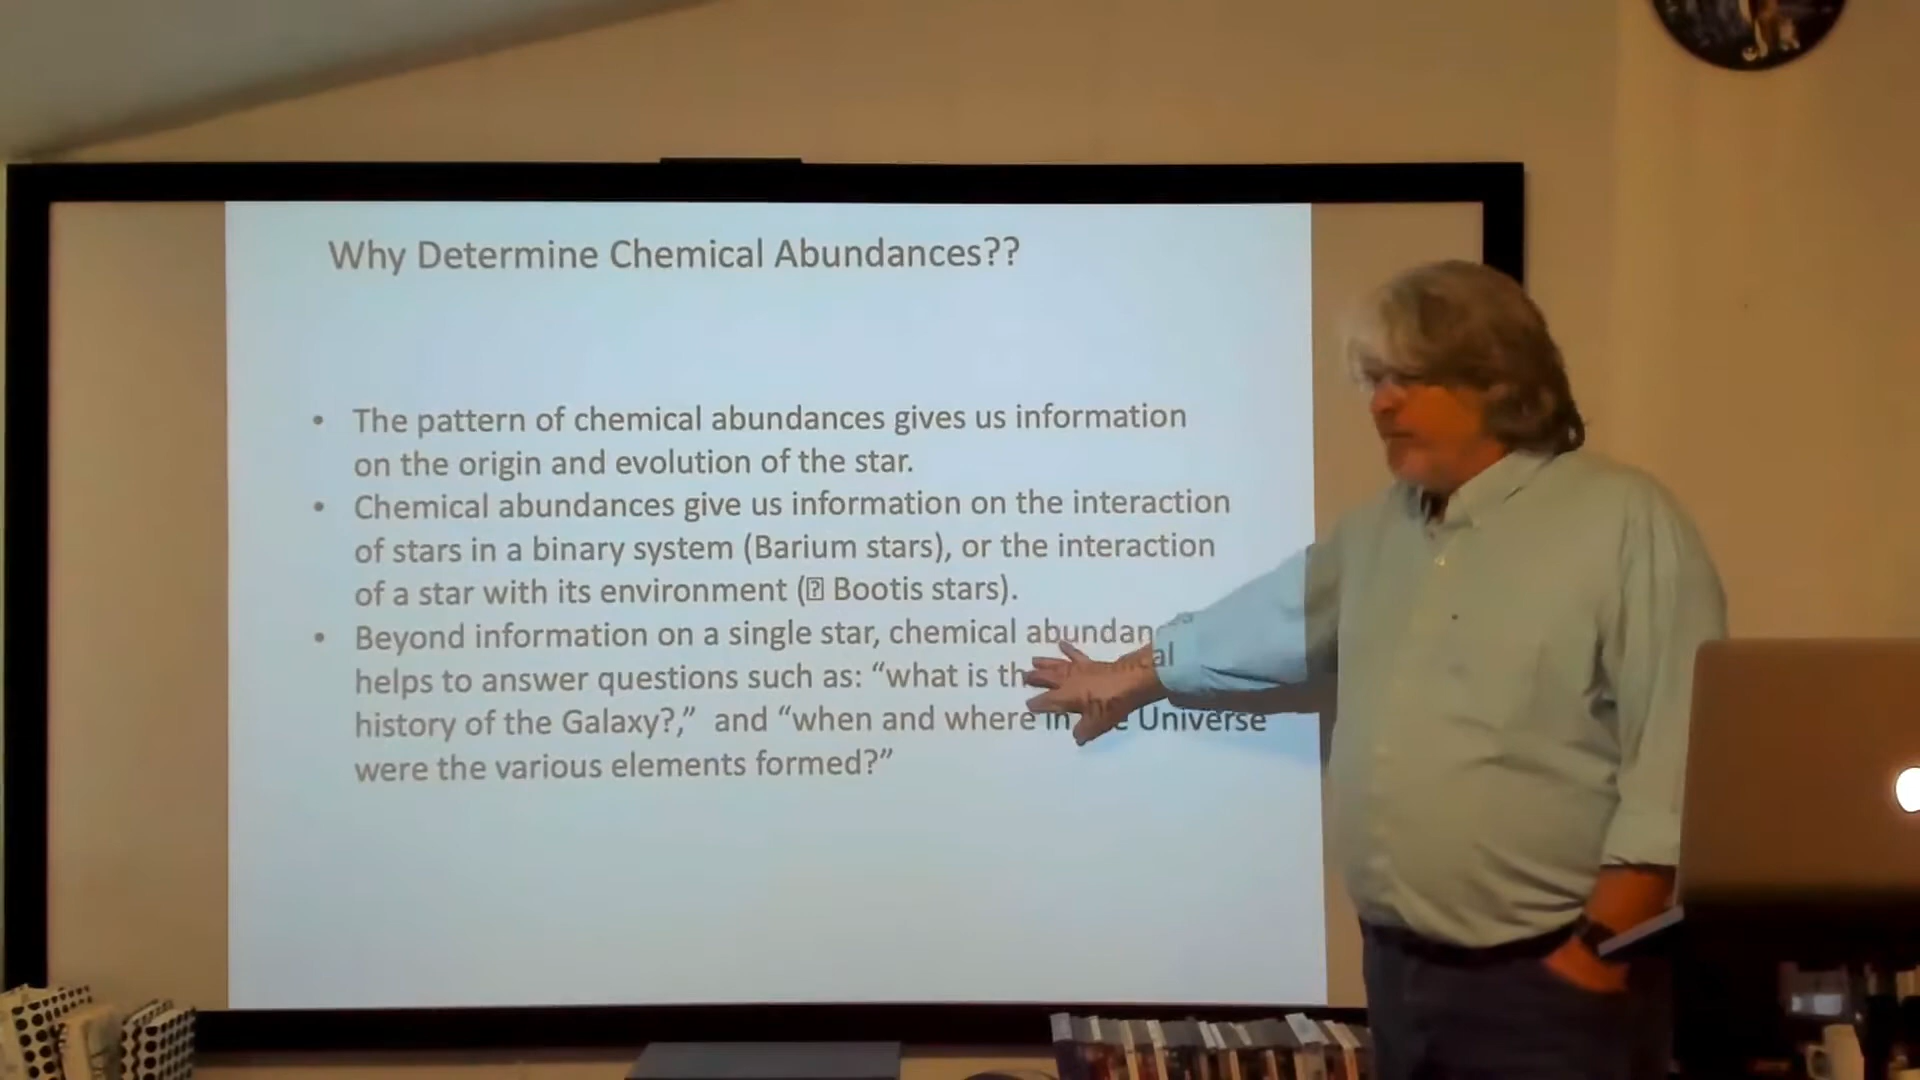 Why Determine Chemical Abundances??
• The pattern of chemical abundances gives us information
on the origin and evolution of the star.
• Chemical abundances give us information on the interaction
of stars in a binary system (Barium stars), or the interaction
of a star with its environment (⍰ Bootis stars).
• Beyond information on a single star, chemical
helps to answer questions such as: “what is
history of the Galaxy?,” and “when and where in the Universe
were the various elements formed?”